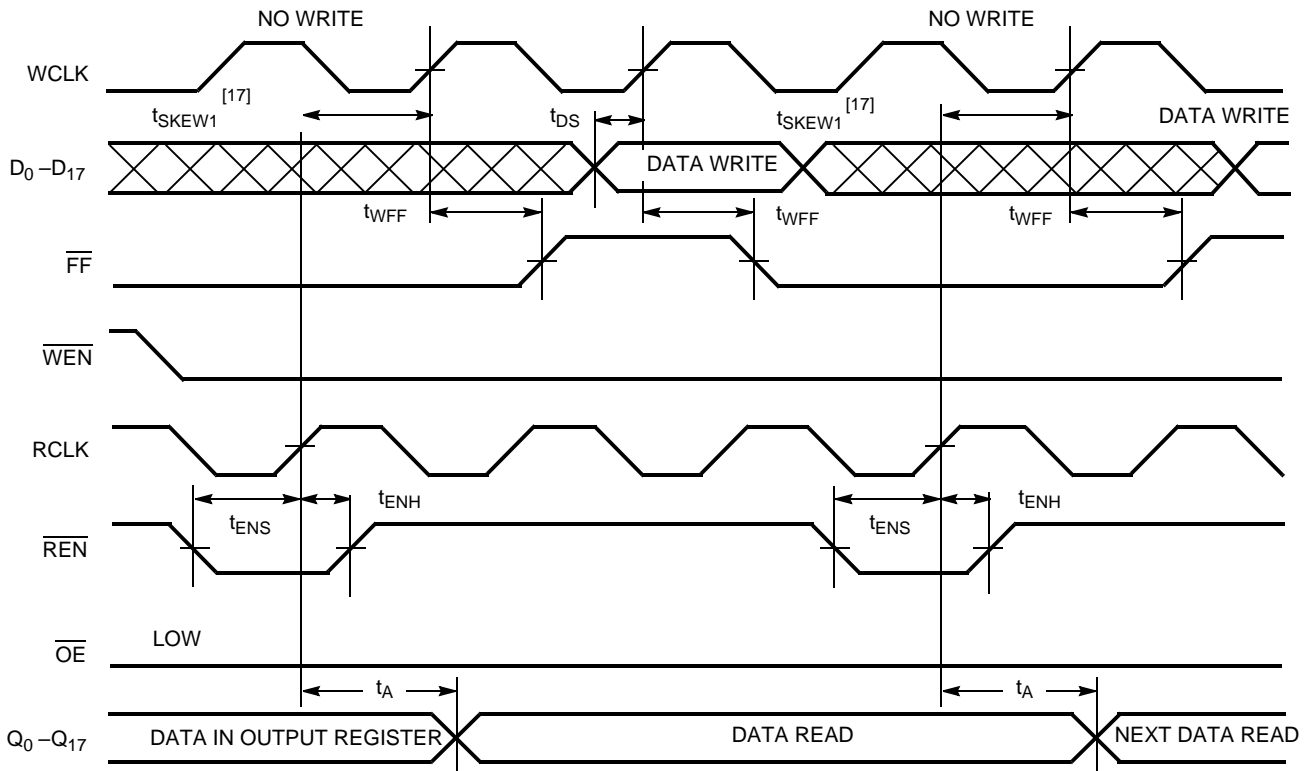 NO WRITE NO WRITE
WCLK
tSKEW1 [17] tDS tSKEW1 [17] DATA WRITE
D0 –D17 DATA WRITE
tWFF tWFF tWFF
FF
WEN
RCLK
tENS tENH tENS tENH
REN
LOW
OE
tA tA
Q0 –Q17 DATA IN OUTPUT REGISTER DATA READ NEXT DATA READ